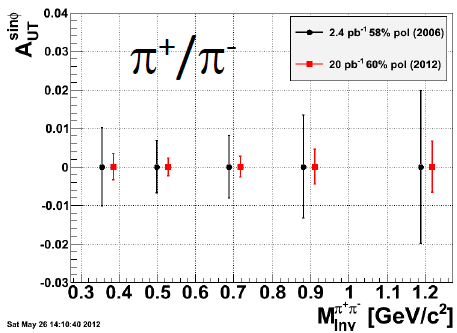 A_UT^sinϕ
0.04
0.03
0.02
0.01
0
-0.01
-0.02
-0.03
π⁺/π⁻
2.4 pb⁻¹ 58% pol (2006)
20 pb⁻¹ 60% pol (2012)
0.3 0.4 0.5 0.6 0.7 0.8 0.9 1 1.1 1.2
M_Inv^π⁺π⁻ [GeV/c²]
Sat May 26 14:10:40 2012